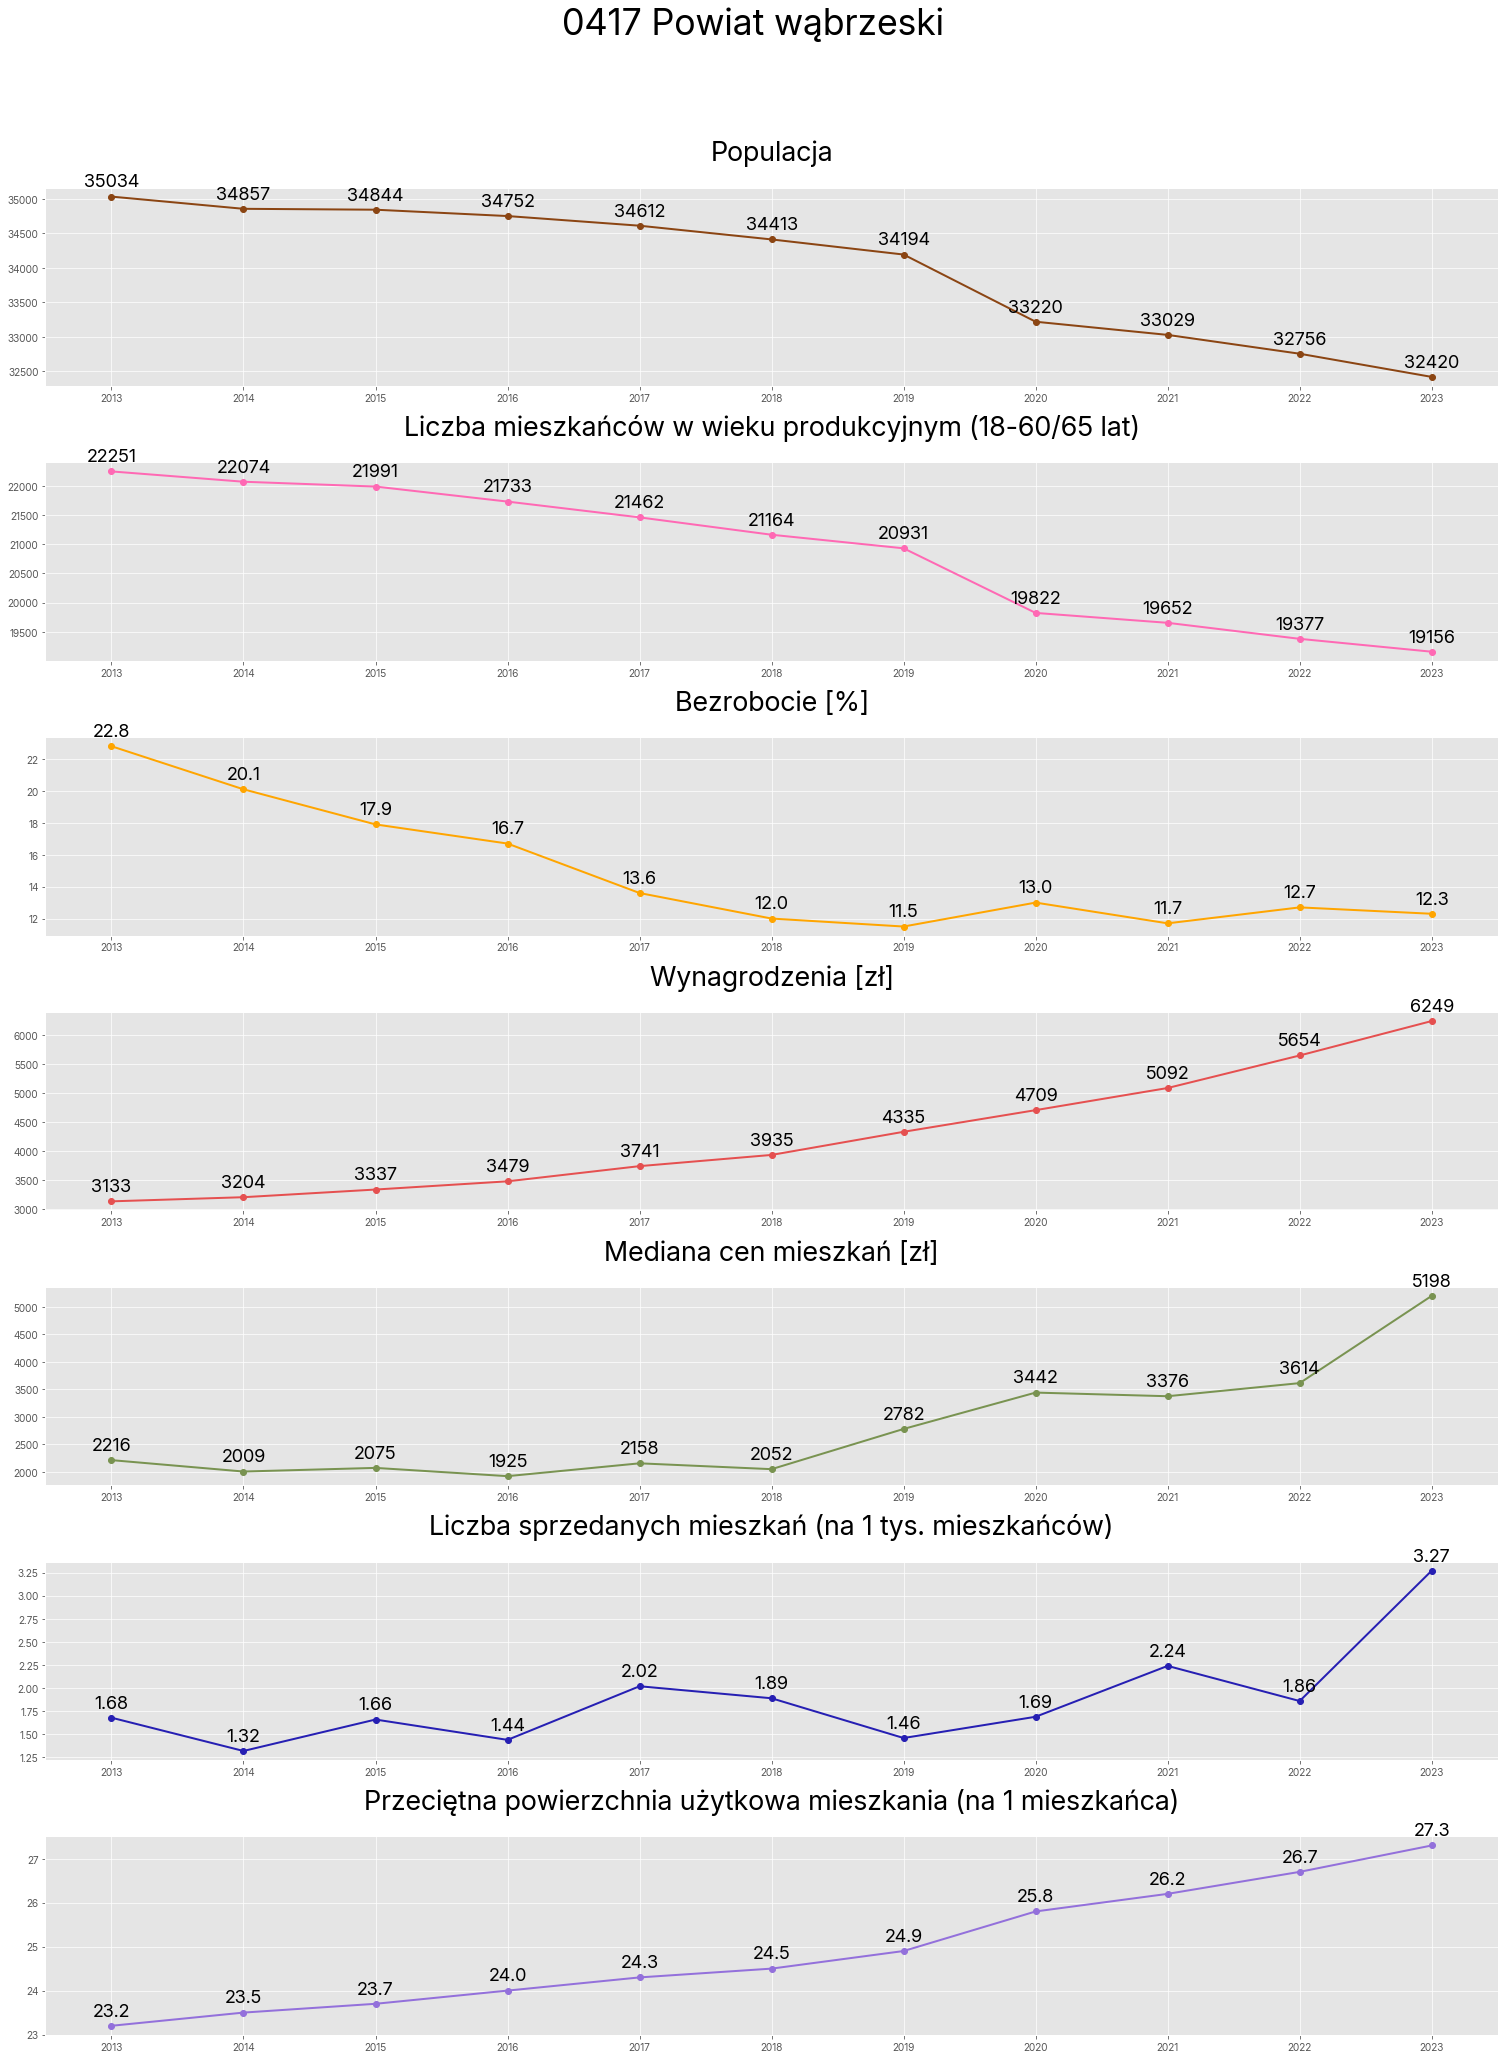 0417 Powiat wąbrzeski
Populacja
35034 34857 34844 34752 34612 34413 34194 33220 33029 32756 32420
35000
34500
34000
33500
33000
32500
2013 2014 2015 2016 2017 2018 2019 2020 2021 2022 2023
Liczba mieszkańców w wieku produkcyjnym (18-60/65 lat)
22251 22074 21991 21733 21462 21164 20931 19822 19652 19377 19156
22000
21500
21000
20500
20000
19500
2013 2014 2015 2016 2017 2018 2019 2020 2021 2022 2023
Bezrobocie [%]
22.8 20.1 17.9 16.7 13.6 12.0 11.5 13.0 11.7 12.7 12.3
22
20
18
16
14
12
2013 2014 2015 2016 2017 2018 2019 2020 2021 2022 2023
Wynagrodzenia [zł]
3133 3204 3337 3479 3741 3935 4335 4709 5092 5654 6249
6000
5500
5000
4500
4000
3500
3000
2013 2014 2015 2016 2017 2018 2019 2020 2021 2022 2023
Mediana cen mieszkań [zł]
2216 2009 2075 1925 2158 2052 2782 3442 3376 3614 5198
5000
4500
4000
3500
3000
2500
2000
2013 2014 2015 2016 2017 2018 2019 2020 2021 2022 2023
Liczba sprzedanych mieszkań (na 1 tys. mieszkańców)
1.68 1.32 1.66 1.44 2.02 1.89 1.46 1.69 2.24 1.86 3.27
3.25
3.00
2.75
2.50
2.25
2.00
1.75
1.50
1.25
2013 2014 2015 2016 2017 2018 2019 2020 2021 2022 2023
Przeciętna powierzchnia użytkowa mieszkania (na 1 mieszkańca)
23.2 23.5 23.7 24.0 24.3 24.5 24.9 25.8 26.2 26.7 27.3
27
26
25
24
23
2013 2014 2015 2016 2017 2018 2019 2020 2021 2022 2023